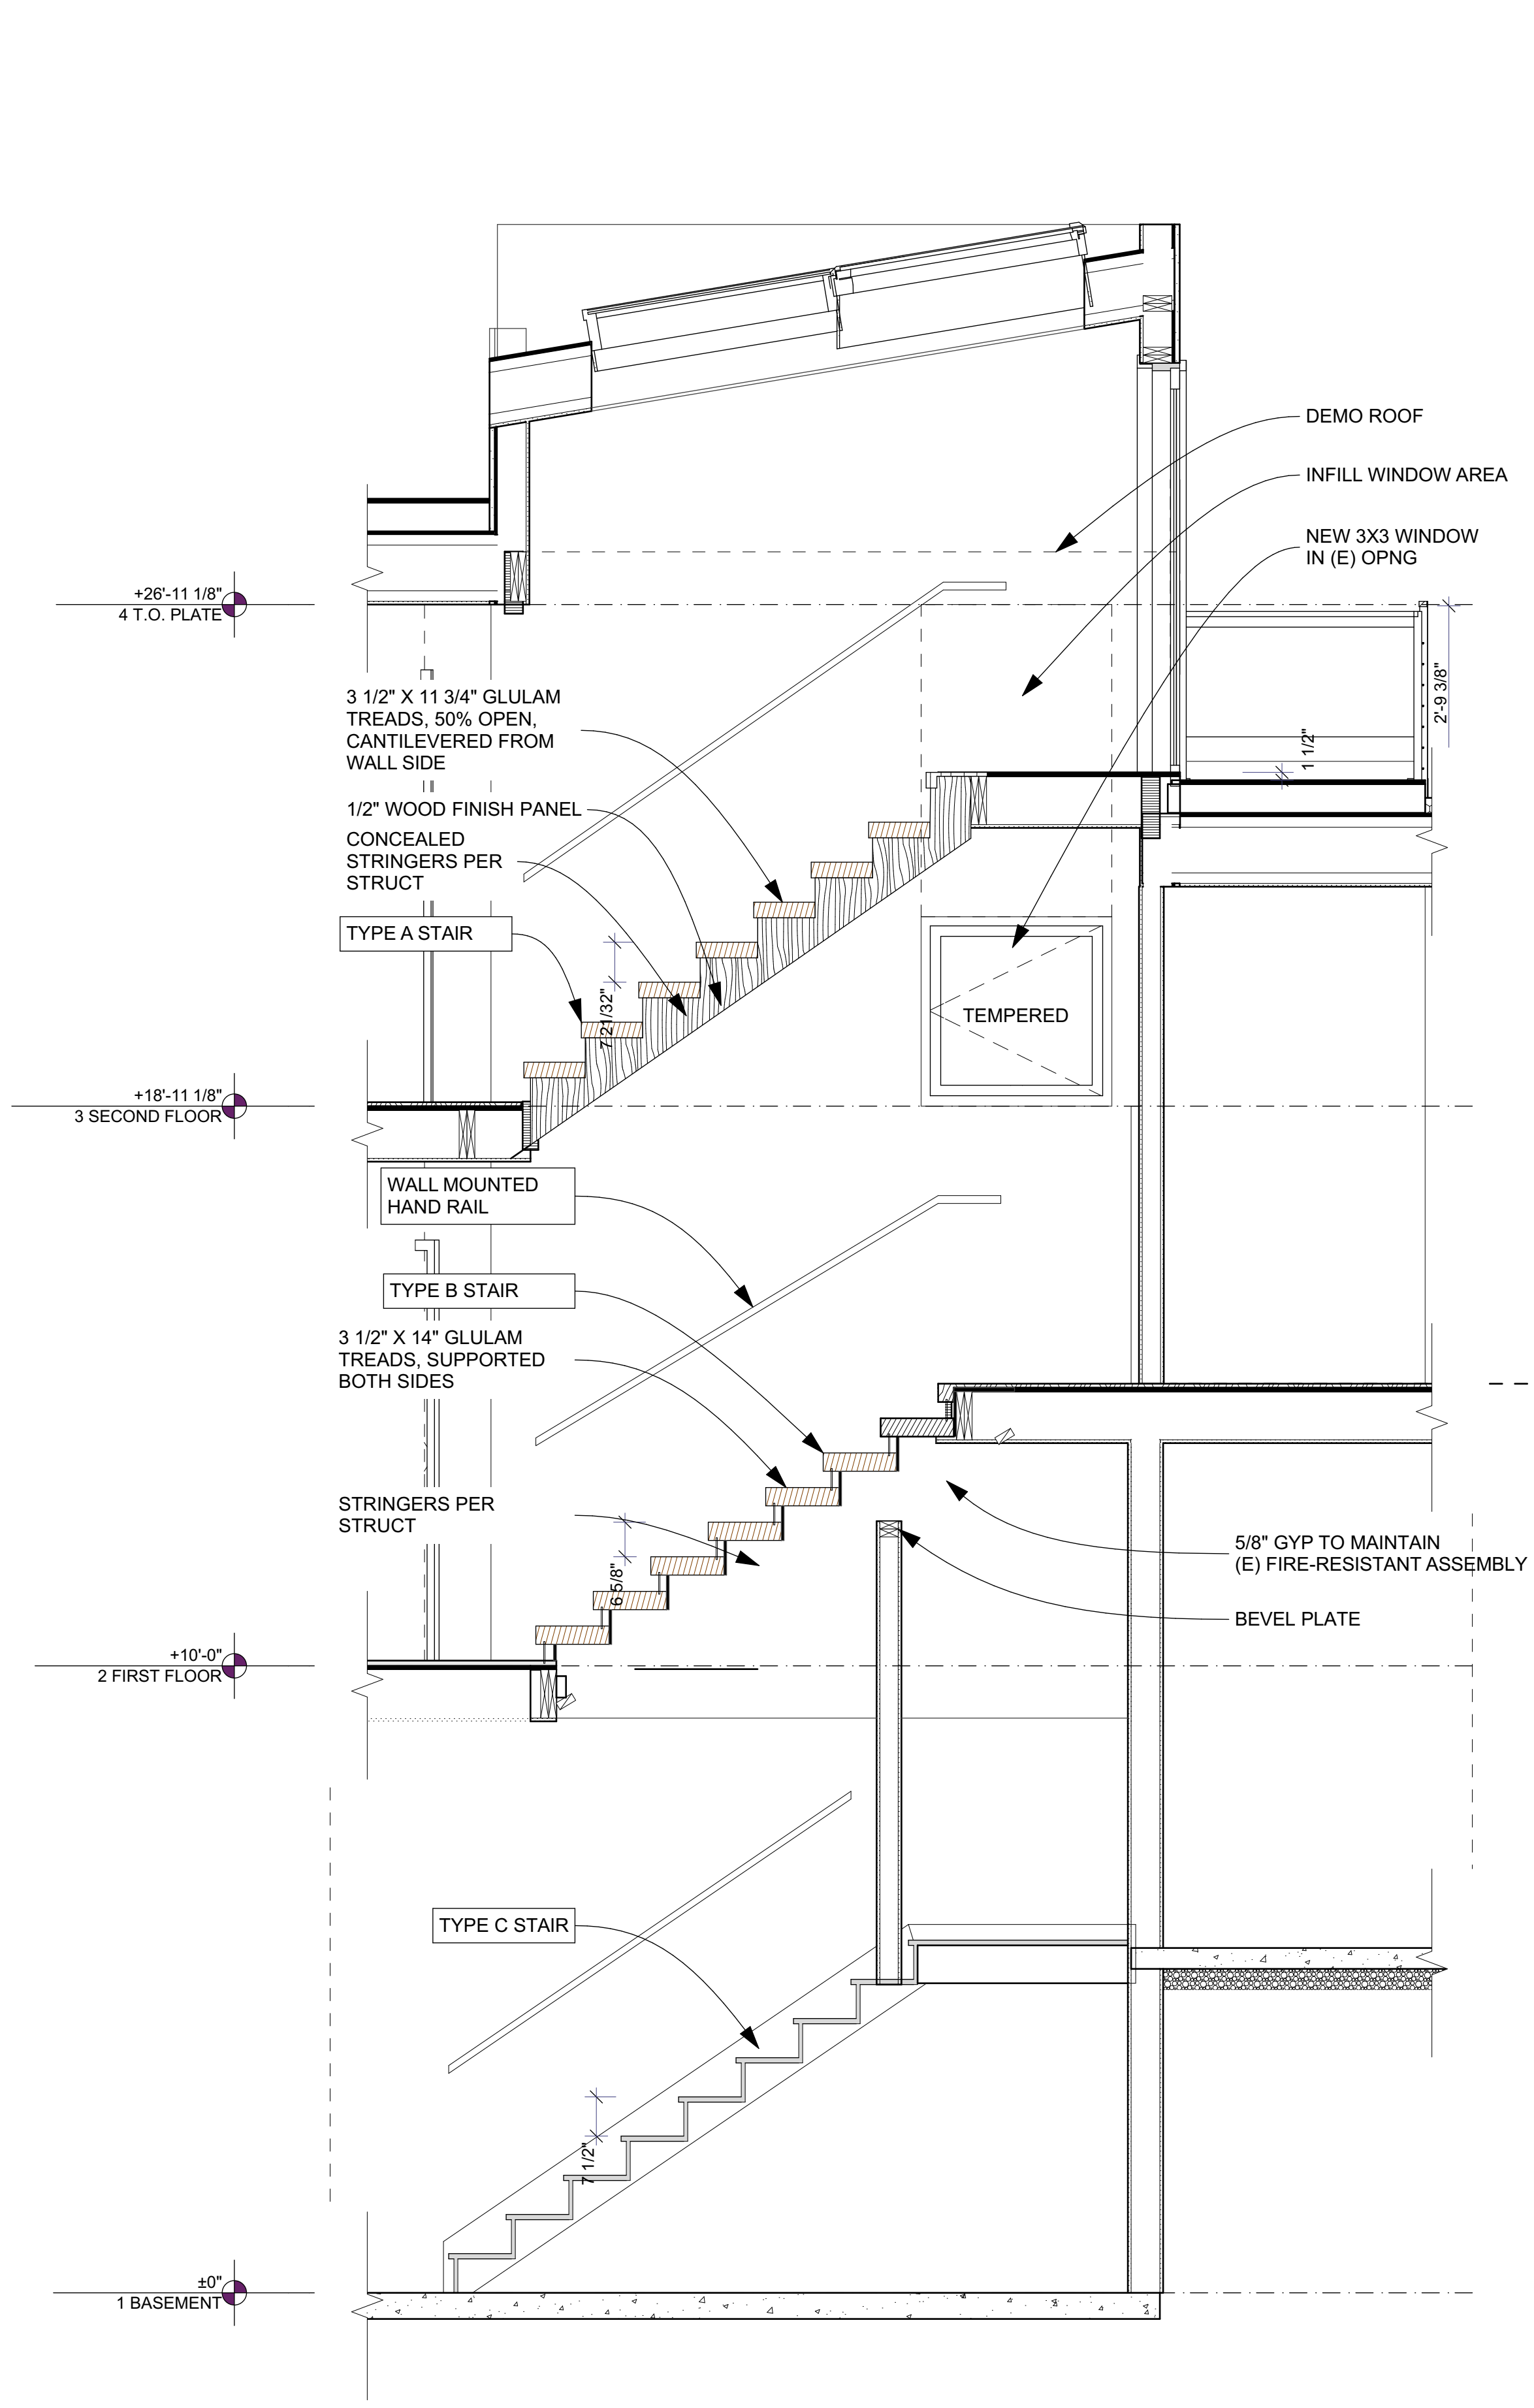 DEMO ROOF
INFILL WINDOW AREA
NEW 3X3 WINDOW
IN (E) OPNG
+26'-11 1/8"
4 T.O. PLATE
2'-9 3/8"
1 1/2"
3 1/2" X 11 3/4" GLULAM
TREADS, 50% OPEN,
CANTILEVERED FROM
WALL SIDE
1/2" WOOD FINISH PANEL
CONCEALED
STRINGERS PER
STRUCT
TYPE A STAIR
7 21/32"
TEMPERED
+18'-11 1/8"
3 SECOND FLOOR
WALL MOUNTED
HAND RAIL
TYPE B STAIR
3 1/2" X 14" GLULAM
TREADS, SUPPORTED
BOTH SIDES
STRINGERS PER
STRUCT
6 5/8"
5/8" GYP TO MAINTAIN
(E) FIRE-RESISTANT ASSEMBLY
BEVEL PLATE
+10'-0"
2 FIRST FLOOR
TYPE C STAIR
7 1/2"
±0"
1 BASEMENT